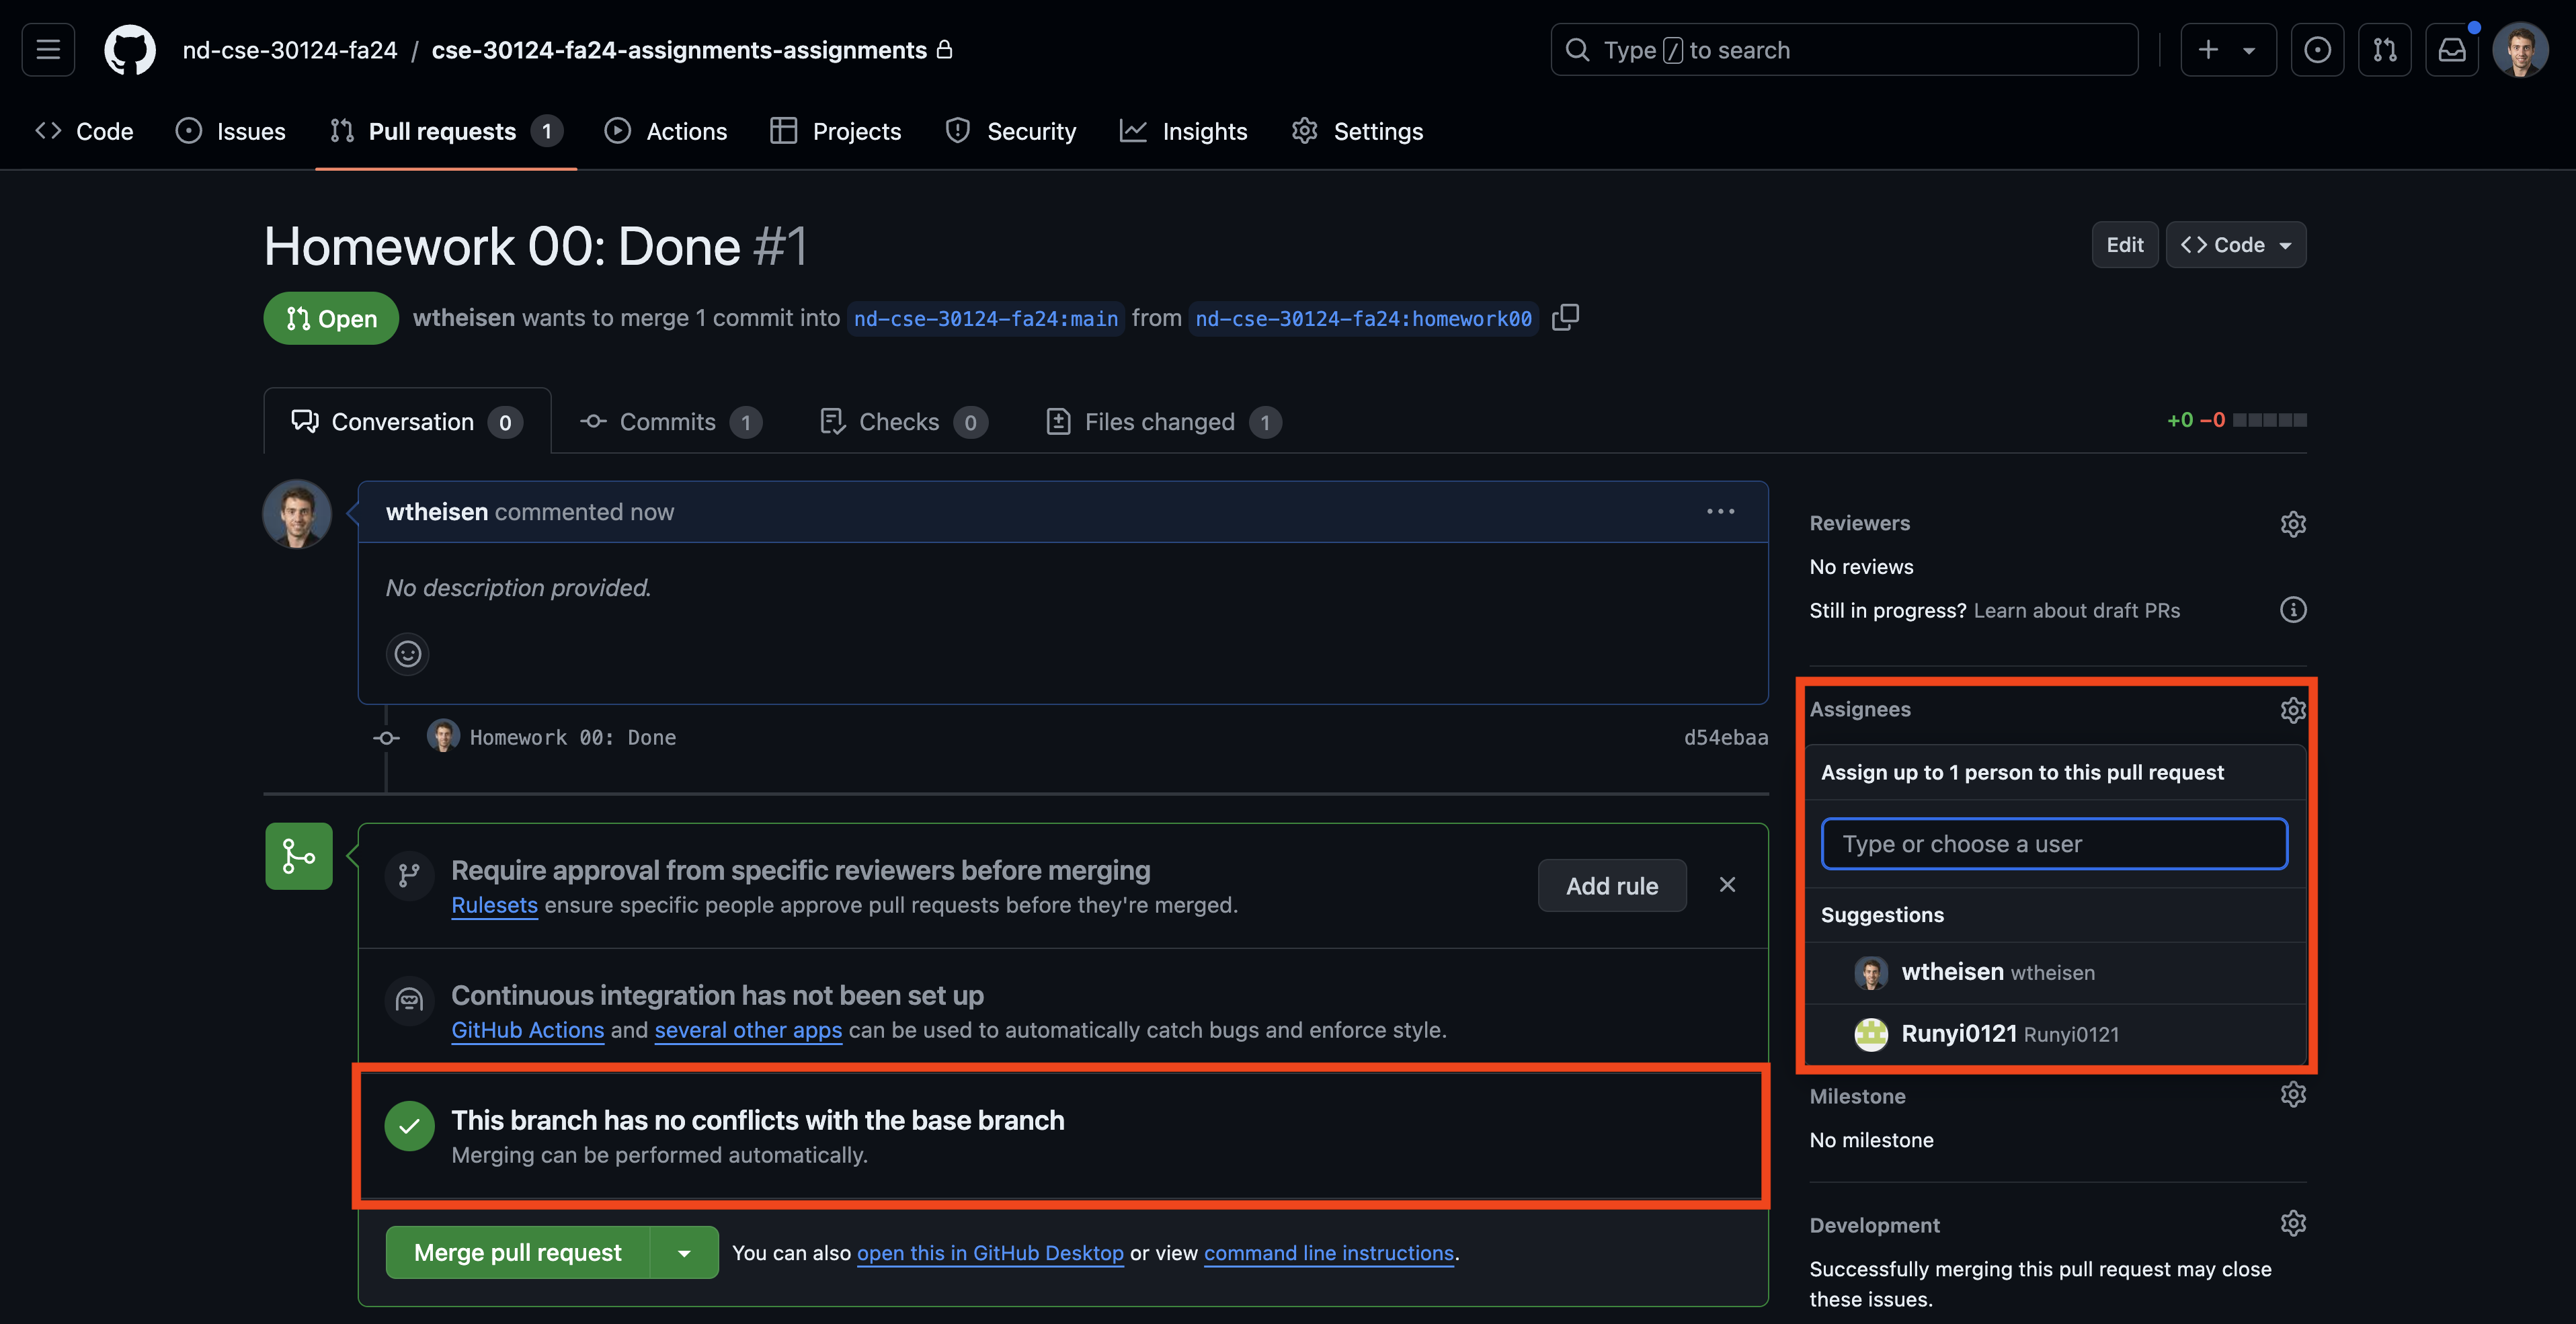 nd-cse-30124-fa24 / cse-30124-fa24-assignments-assignments
Type / to search
Code
Issues
Pull requests 1
Actions
Projects
Security
Insights
Settings
Homework 00: Done #1
Edit
<> Code
Open
wtheisen wants to merge 1 commit into nd-cse-30124-fa24:main from nd-cse-30124-fa24:homework00
Conversation 0
Commits 1
Checks 0
Files changed 1
+0 −0
wtheisen commented now
No description provided.
Homework 00: Done
d54ebaa
Require approval from specific reviewers before merging
Rulesets ensure specific people approve pull requests before they're merged.
Add rule
Continuous integration has not been set up
GitHub Actions and several other apps can be used to automatically catch bugs and enforce style.
This branch has no conflicts with the base branch
Merging can be performed automatically.
Merge pull request
You can also open this in GitHub Desktop or view command line instructions.
Reviewers
No reviews
Still in progress? Learn about draft PRs
Assignees
Assign up to 1 person to this pull request
Type or choose a user
Suggestions
wtheisen wtheisen
Runyi0121 Runyi0121
Milestone
No milestone
Development
Successfully merging this pull request may close
these issues.